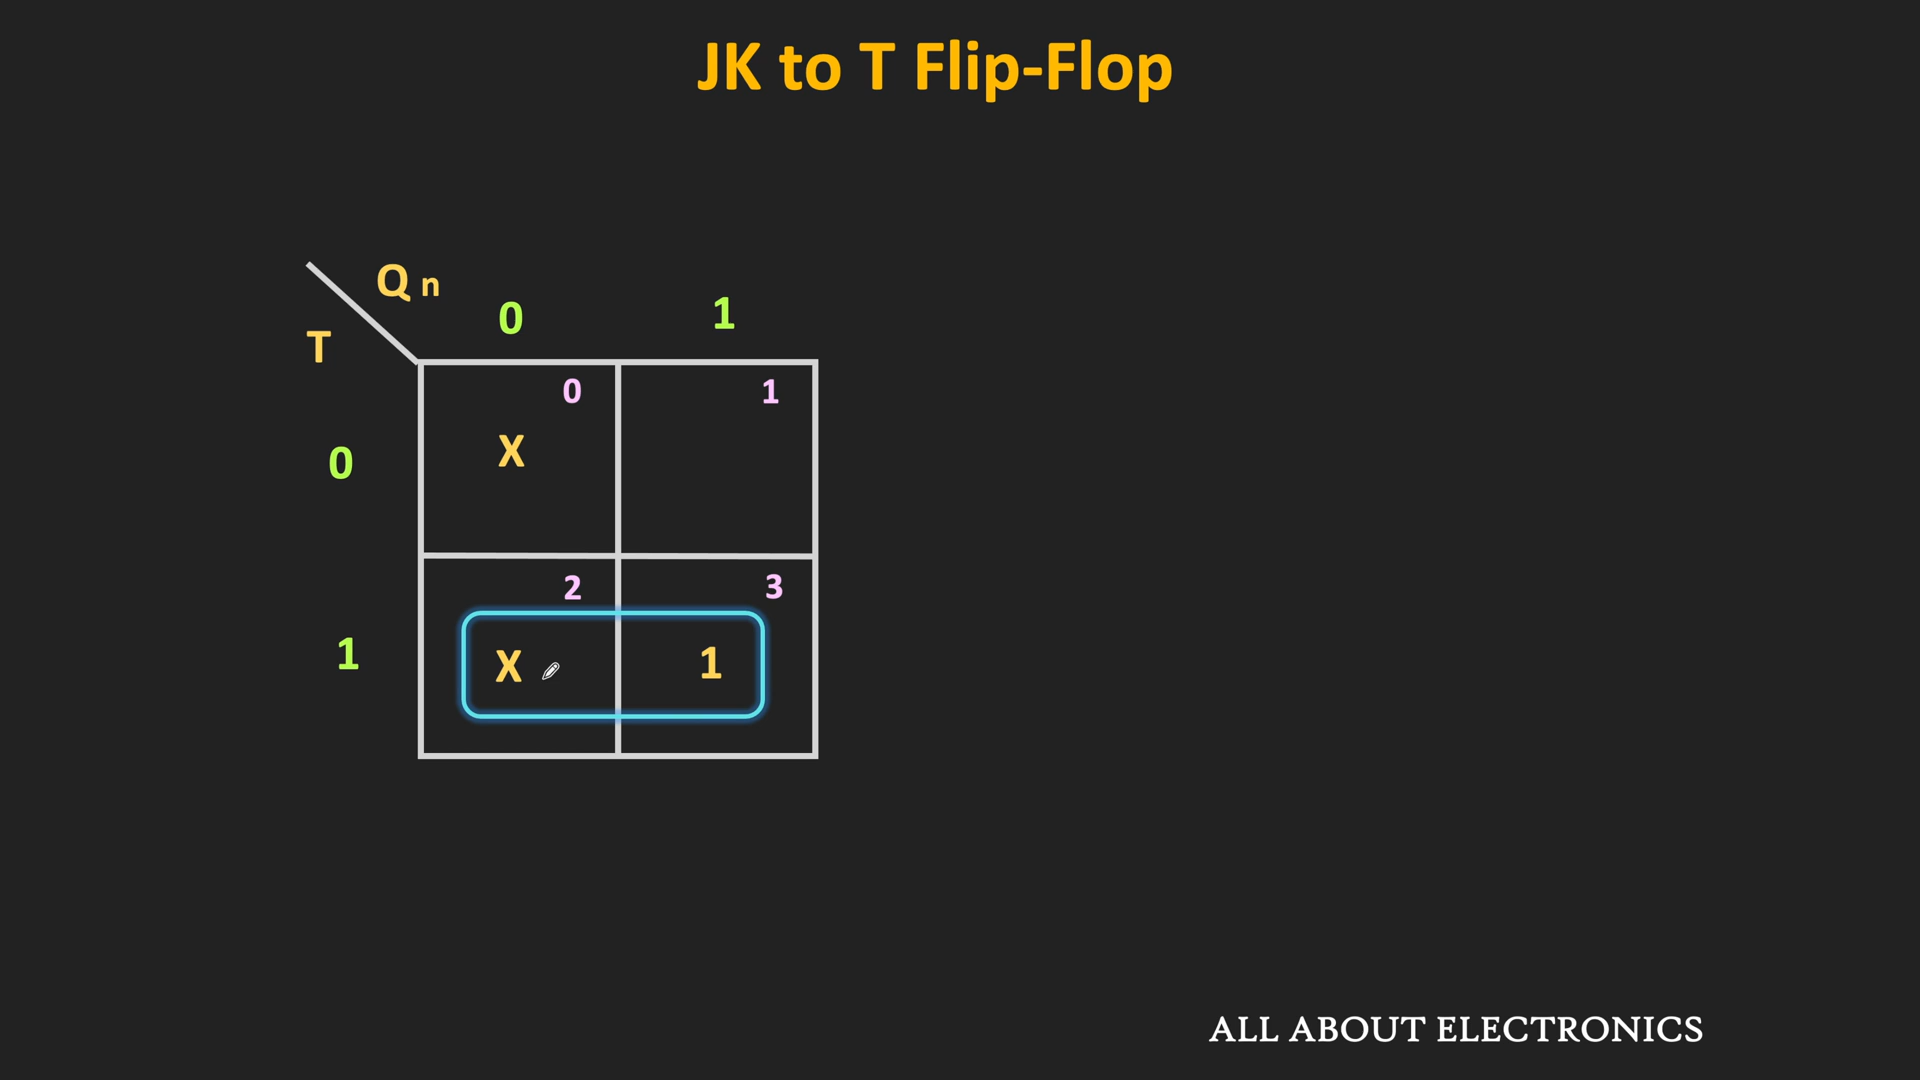 JK to T Flip-Flop
Q n
T
0 1
0 1
0 X
2 3
1 X 1
ALL ABOUT ELECTRONICS